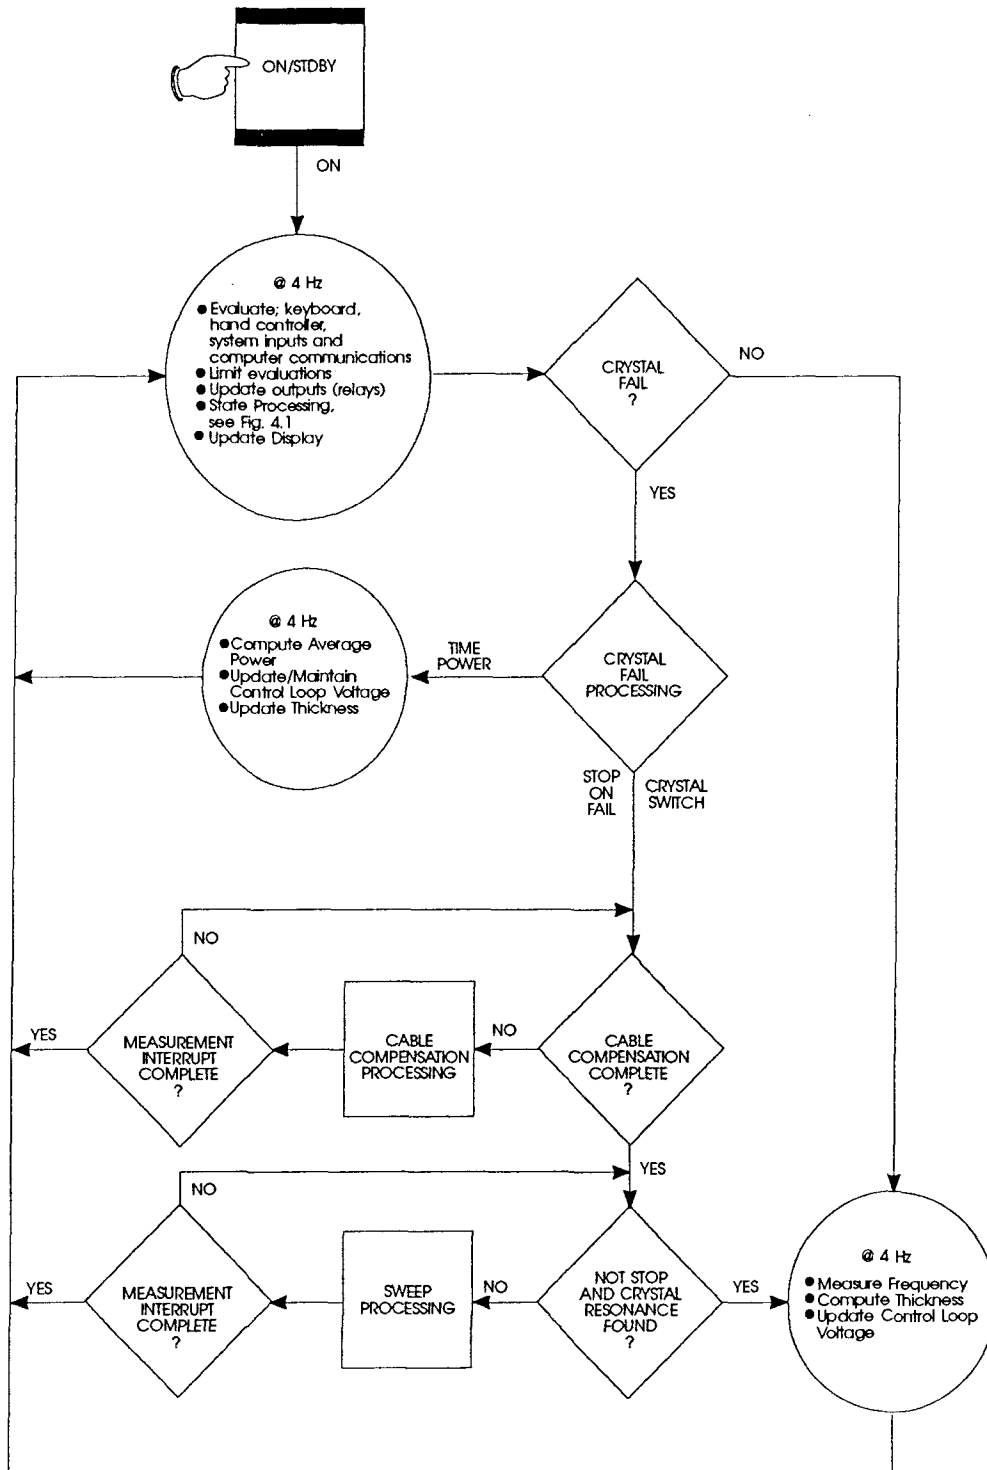 ON/STDBY
ON
@ 4 Hz
● Evaluate; keyboard,
hand controller,
system inputs and
computer communications
● Limit evaluations
● Update outputs (relays)
● State Processing,
see Fig. 4.1
● Update Display
CRYSTAL
FAIL
?
NO
YES
@ 4 Hz
● Compute Average
Power
● Update/Maintain
Control Loop Voltage
● Update Thickness
TIME
POWER
CRYSTAL
FAIL
PROCESSING
STOP
ON
FAIL
CRYSTAL
SWITCH
NO
YES
MEASUREMENT
INTERRUPT
COMPLETE
?
CABLE
COMPENSATION
PROCESSING
NO
CABLE
COMPENSATION
COMPLETE
?
YES
NO
YES
MEASUREMENT
INTERRUPT
COMPLETE
?
SWEEP
PROCESSING
NO
NOT STOP
AND CRYSTAL
RESONANCE
FOUND
?
YES
@ 4 Hz
● Measure Frequency
● Compute Thickness
● Update Control Loop
Voltage